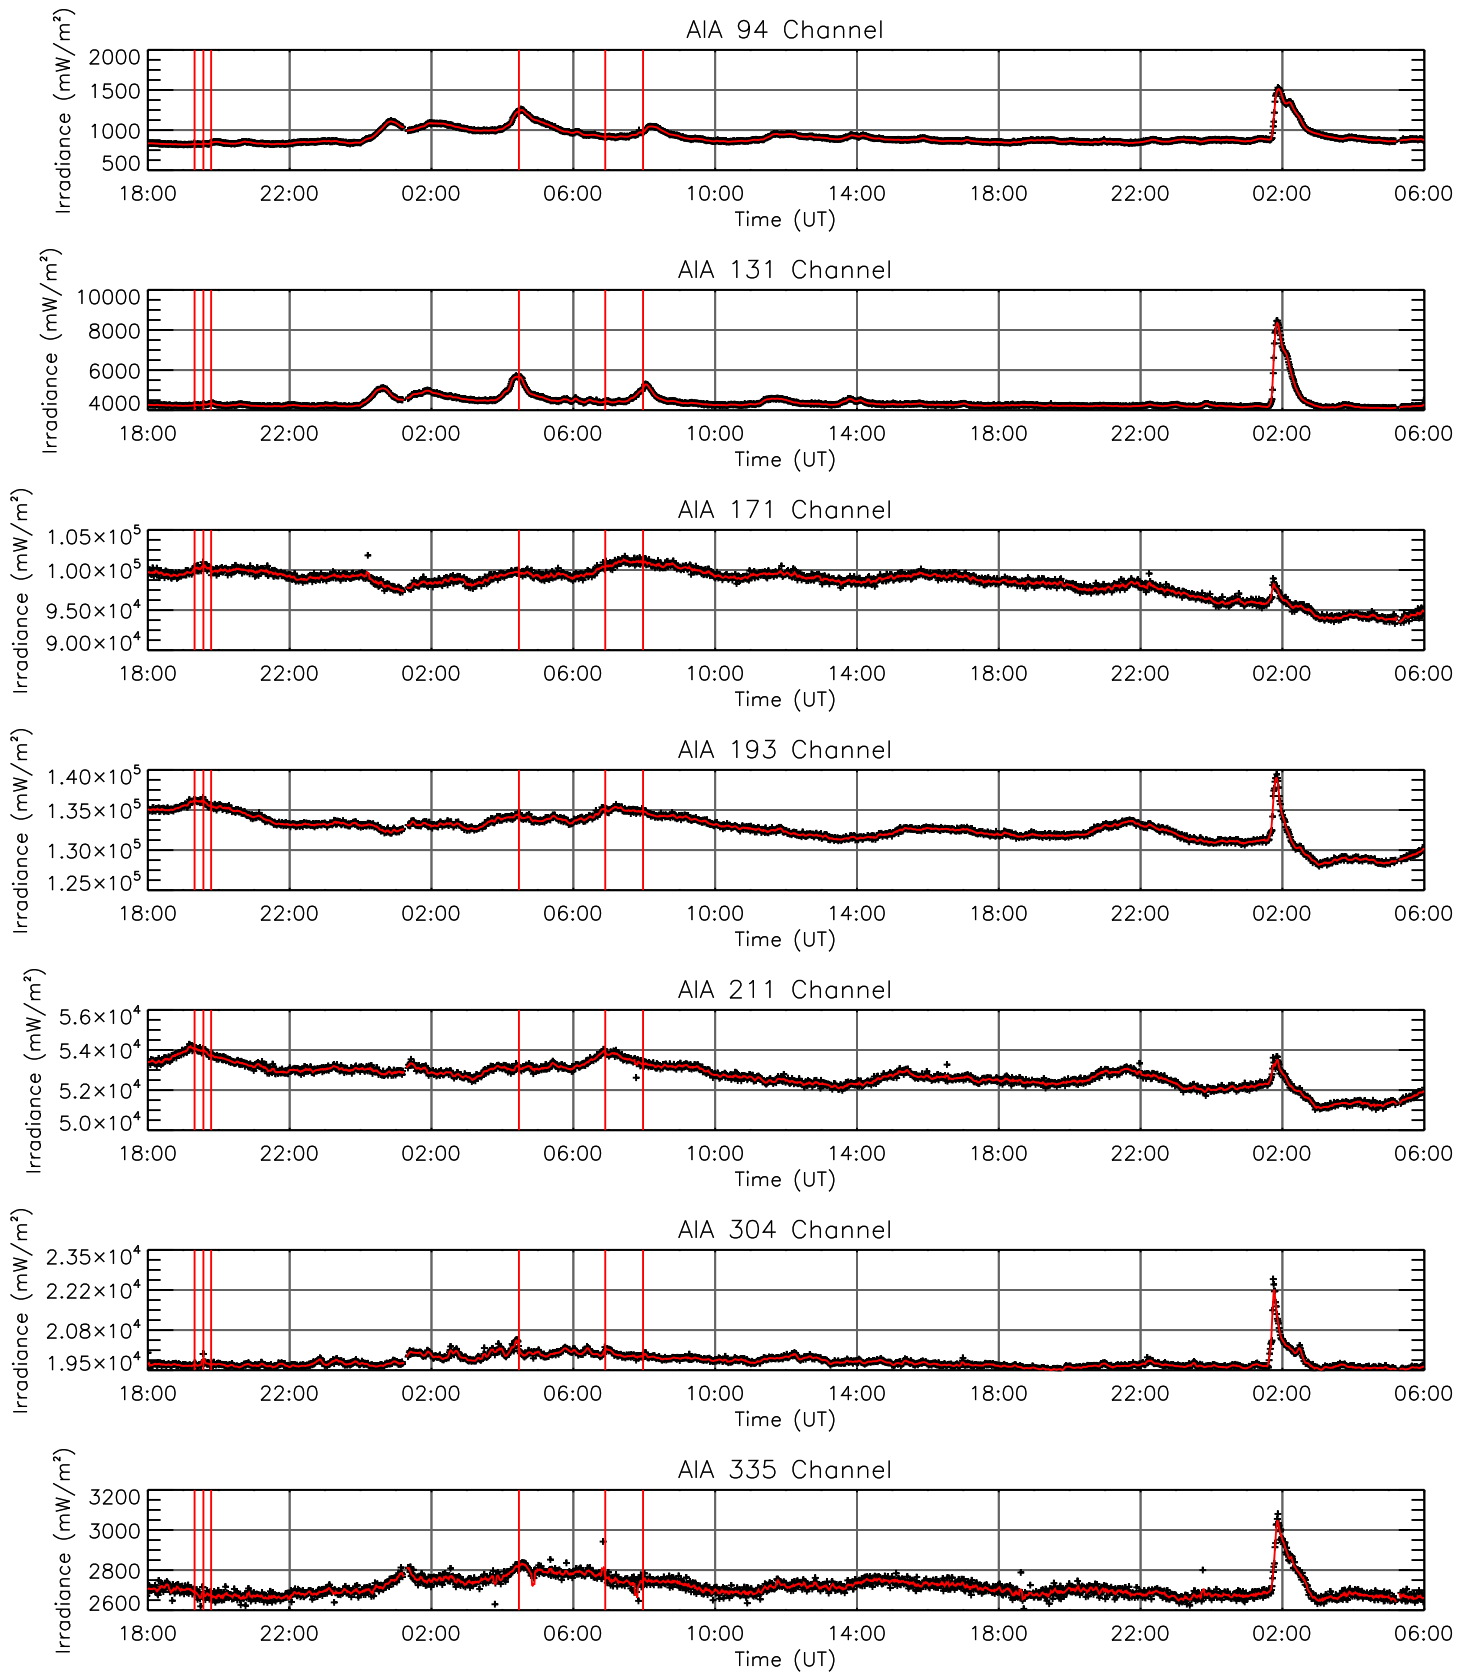 AIA 94 Channel
Irradiance (mW/m²)
2000
1500
1000
500
18:00 22:00 02:00 06:00 10:00 14:00 18:00 22:00 02:00 06:00
Time (UT)
AIA 131 Channel
Irradiance (mW/m²)
10000
8000
6000
4000
18:00 22:00 02:00 06:00 10:00 14:00 18:00 22:00 02:00 06:00
Time (UT)
AIA 171 Channel
Irradiance (mW/m²)
1.05×10⁵
1.00×10⁵
9.50×10⁴
9.00×10⁴
18:00 22:00 02:00 06:00 10:00 14:00 18:00 22:00 02:00 06:00
Time (UT)
AIA 193 Channel
Irradiance (mW/m²)
1.40×10⁵
1.35×10⁵
1.30×10⁵
1.25×10⁵
18:00 22:00 02:00 06:00 10:00 14:00 18:00 22:00 02:00 06:00
Time (UT)
AIA 211 Channel
Irradiance (mW/m²)
5.6×10⁴
5.4×10⁴
5.2×10⁴
5.0×10⁴
18:00 22:00 02:00 06:00 10:00 14:00 18:00 22:00 02:00 06:00
Time (UT)
AIA 304 Channel
Irradiance (mW/m²)
2.35×10⁴
2.22×10⁴
2.08×10⁴
1.95×10⁴
18:00 22:00 02:00 06:00 10:00 14:00 18:00 22:00 02:00 06:00
Time (UT)
AIA 335 Channel
Irradiance (mW/m²)
3200
3000
2800
2600
18:00 22:00 02:00 06:00 10:00 14:00 18:00 22:00 02:00 06:00
Time (UT)